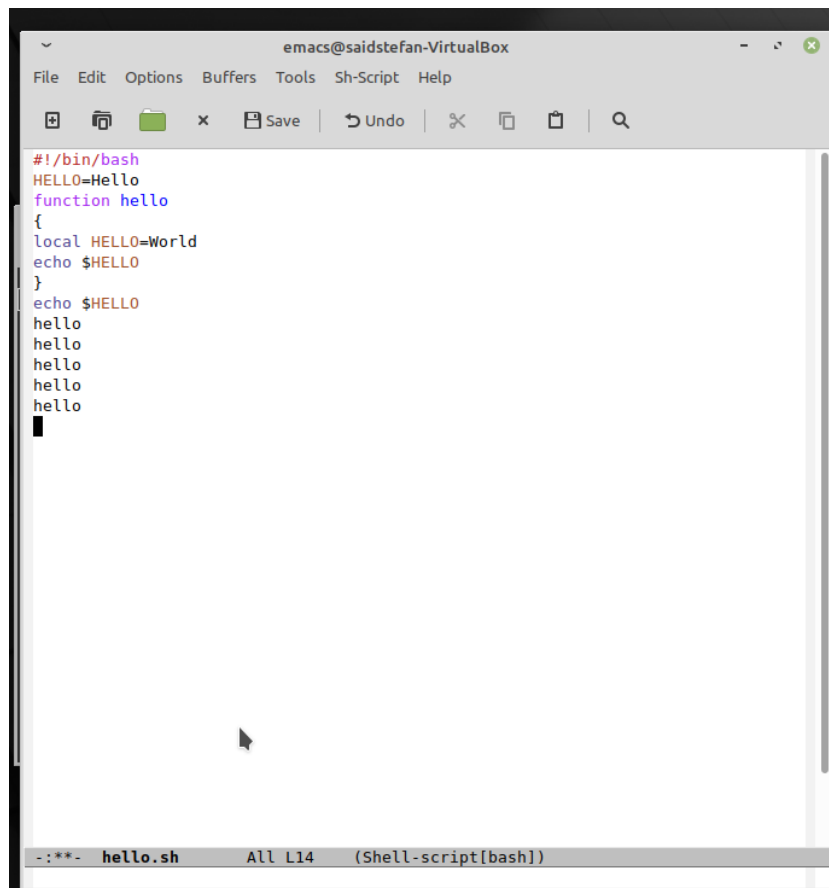 emacs@saidstefan-VirtualBox
File Edit Options Buffers Tools Sh-Script Help
Save Undo
#!/bin/bash
HELLO=Hello
function hello
{
local HELLO=World
echo $HELLO
}
echo $HELLO
hello
hello
hello
hello
hello
-:**- hello.sh All L14 (Shell-script[bash])